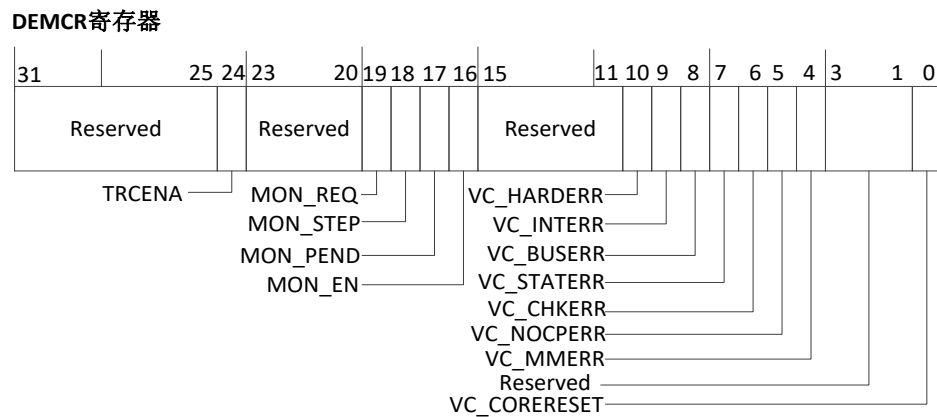 DEMCR寄存器
31 25 24 23 20 19 18 17 16 15 11 10 9 8 7 6 5 4 3 1 0
Reserved Reserved Reserved
TRCENA MON_REQ VC_HARDERR
MON_STEP VC_INTERR
MON_PEND VC_BUSERR
MON_EN VC_STATERR
VC_CHKERR
VC_NOCPERR
VC_MMERR
Reserved
VC_CORERESET